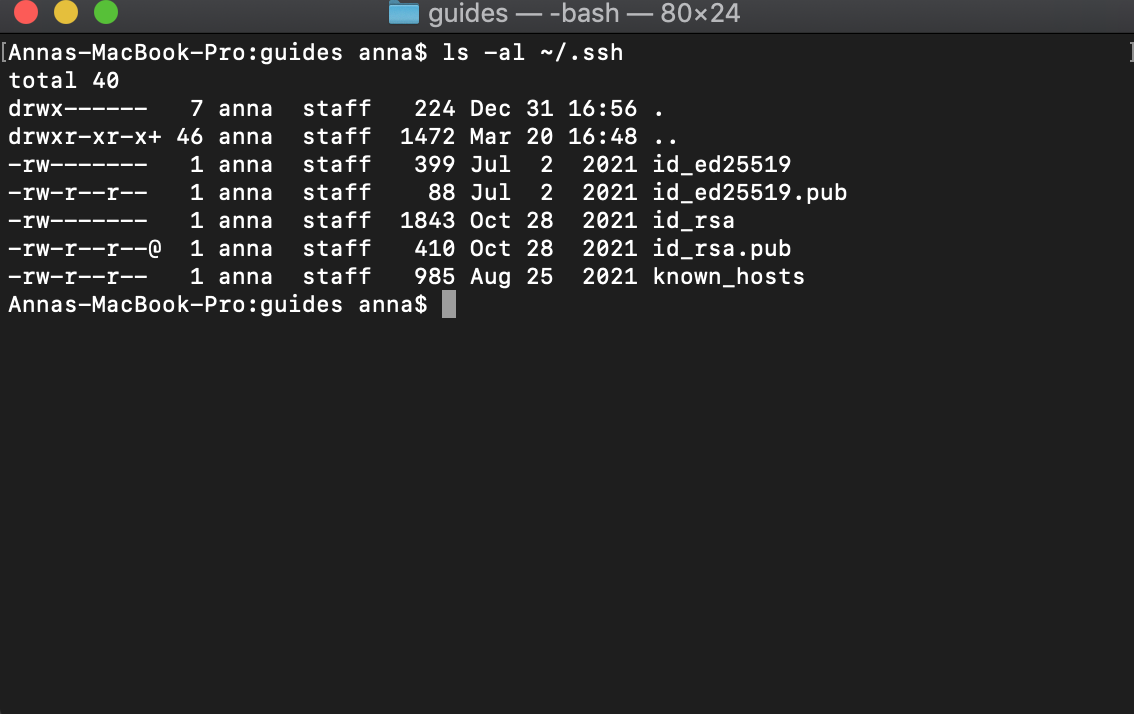 guides — -bash — 80×24
[Annas-MacBook-Pro:guides anna$ ls -al ~/.ssh ]
total 40
drwx------   7 anna  staff   224 Dec 31 16:56 .
drwxr-xr-x+ 46 anna  staff  1472 Mar 20 16:48 ..
-rw-------   1 anna  staff   399 Jul  2  2021 id_ed25519
-rw-r--r--   1 anna  staff    88 Jul  2  2021 id_ed25519.pub
-rw-------   1 anna  staff  1843 Oct 28  2021 id_rsa
-rw-r--r--@  1 anna  staff   410 Oct 28  2021 id_rsa.pub
-rw-r--r--   1 anna  staff   985 Aug 25  2021 known_hosts
Annas-MacBook-Pro:guides anna$